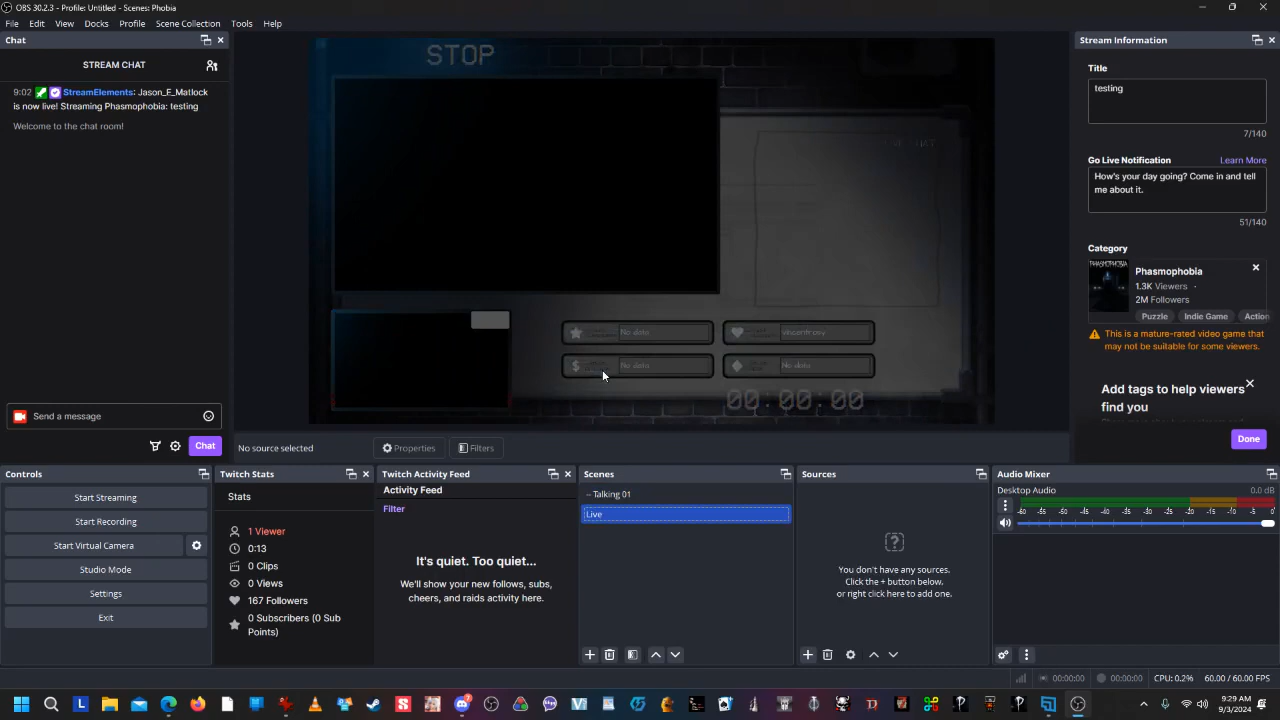 OBS 30.2.3 - Profile: Untitled - Scenes: Phobia
File Edit View Docks Profile Scene Collection Tools Help
Chat
STREAM CHAT
9:02 StreamElements: Jason_E_Matlock
is now live! Streaming Phasmophobia: testing
Welcome to the chat room!
Send a message
Chat
STOP
LIVE CHAT
No data
viscantropy
No data
No data
00:00:00
No source selected
Properties
Filters
Stream Information
Title
testing
7/140
Go Live Notification
Learn More
How's your day going? Come in and tell
me about it.
51/140
Category
PHASMOPHOBIA
Phasmophobia
1.3K Viewers
2M Followers
Puzzle Indie Game Action
This is a mature-rated video game that
may not be suitable for some viewers.
Add tags to help viewers
find you
Done
Controls
Start Streaming
Start Recording
Start Virtual Camera
Studio Mode
Settings
Exit
Twitch Stats
Stats
1 Viewer
0:13
0 Clips
0 Views
167 Followers
0 Subscribers (0 Sub
Points)
Twitch Activity Feed
Activity Feed
Filter
It's quiet. Too quiet...
We'll show your new follows, subs,
cheers, and raids activity here.
Scenes
-- Talking 01
Live
Sources
You don't have any sources.
Click the + button below,
or right click here to add one.
Audio Mixer
Desktop Audio
0.0 dB
-60 -55 -50 -45 -40 -35 -30 -25 -20 -15 -10 -5 0
00:00:00
00:00:00
CPU: 0.2%
60.00 / 60.00 FPS
9:29 AM
9/3/2024